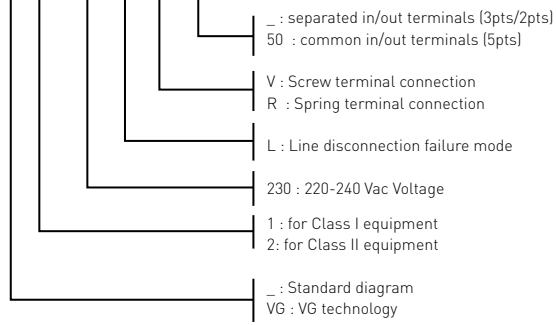 _ : separated in/out terminals (3pts/2pts)
50 : common in/out terminals (5pts)
V : Screw terminal connection
R : Spring terminal connection
L : Line disconnection failure mode
230 : 220-240 Vac Voltage
1 : for Class I equipment
2: for Class II equipment
_ : Standard diagram
VG : VG technology